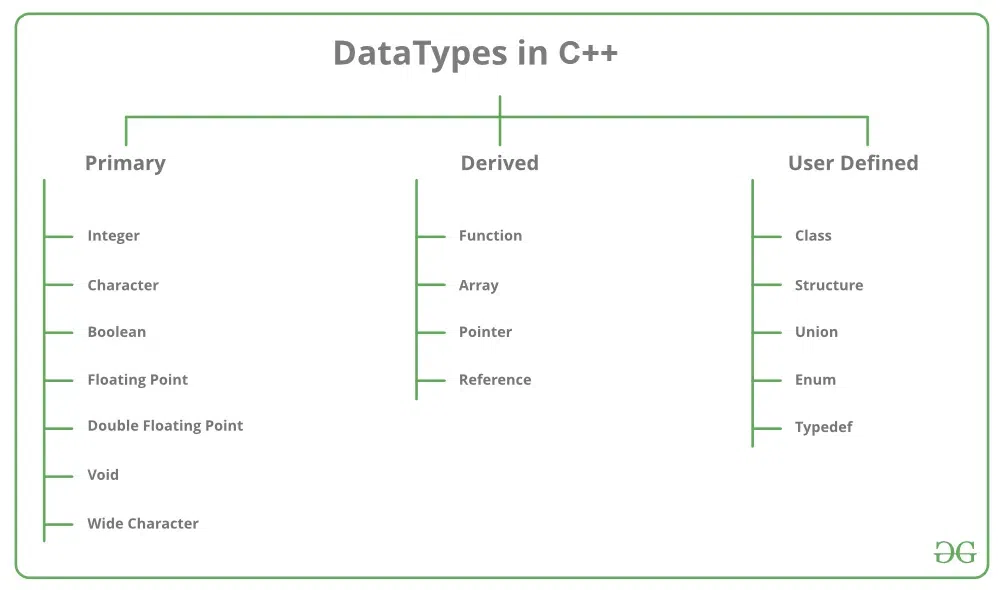 DataTypes in C++
Primary
Integer
Character
Boolean
Floating Point
Double Floating Point
Void
Wide Character
Derived
Function
Array
Pointer
Reference
User Defined
Class
Structure
Union
Enum
Typedef